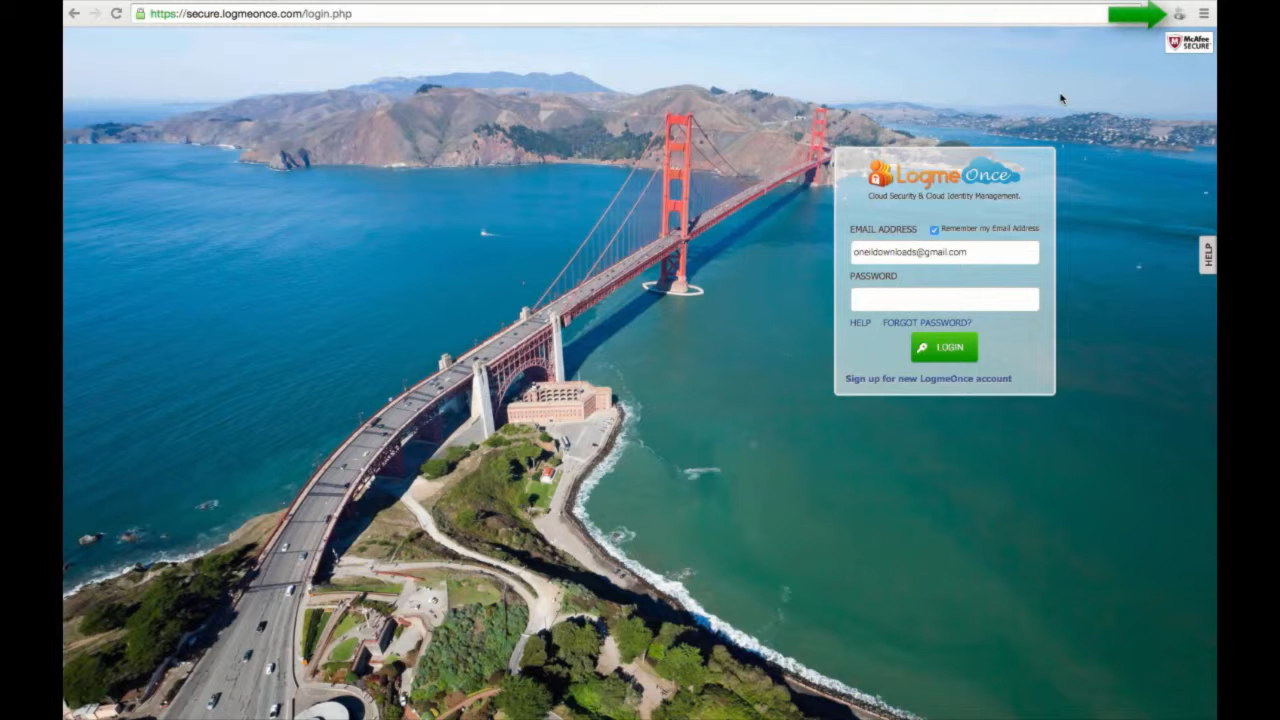 https://secure.logmeonce.com/login.php
McAfee
SECURE
LogmeOnce
Cloud Security & Cloud Identity Management.
EMAIL ADDRESS Remember my Email Address
oneildownloads@gmail.com
PASSWORD
HELP FORGOT PASSWORD?
LOGIN
Sign up for new LogmeOnce account
HELP